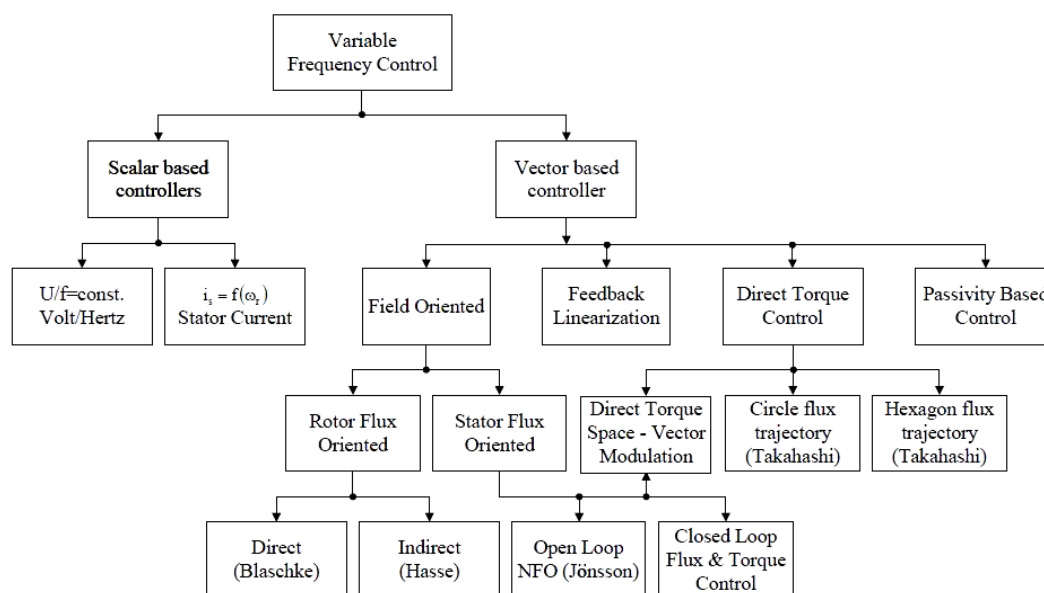 Variable
Frequency Control
Scalar based
controllers
Vector based
controller
U/f=const.
Volt/Hertz
i_s = f(ω_r)
Stator Current
Field Oriented
Feedback
Linearization
Direct Torque
Control
Passivity Based
Control
Rotor Flux
Oriented
Stator Flux
Oriented
Direct Torque
Space - Vector
Modulation
Circle flux
trajectory
(Takahashi)
Hexagon flux
trajectory
(Takahashi)
Direct
(Blaschke)
Indirect
(Hasse)
Open Loop
NFO (Jönsson)
Closed Loop
Flux & Torque
Control